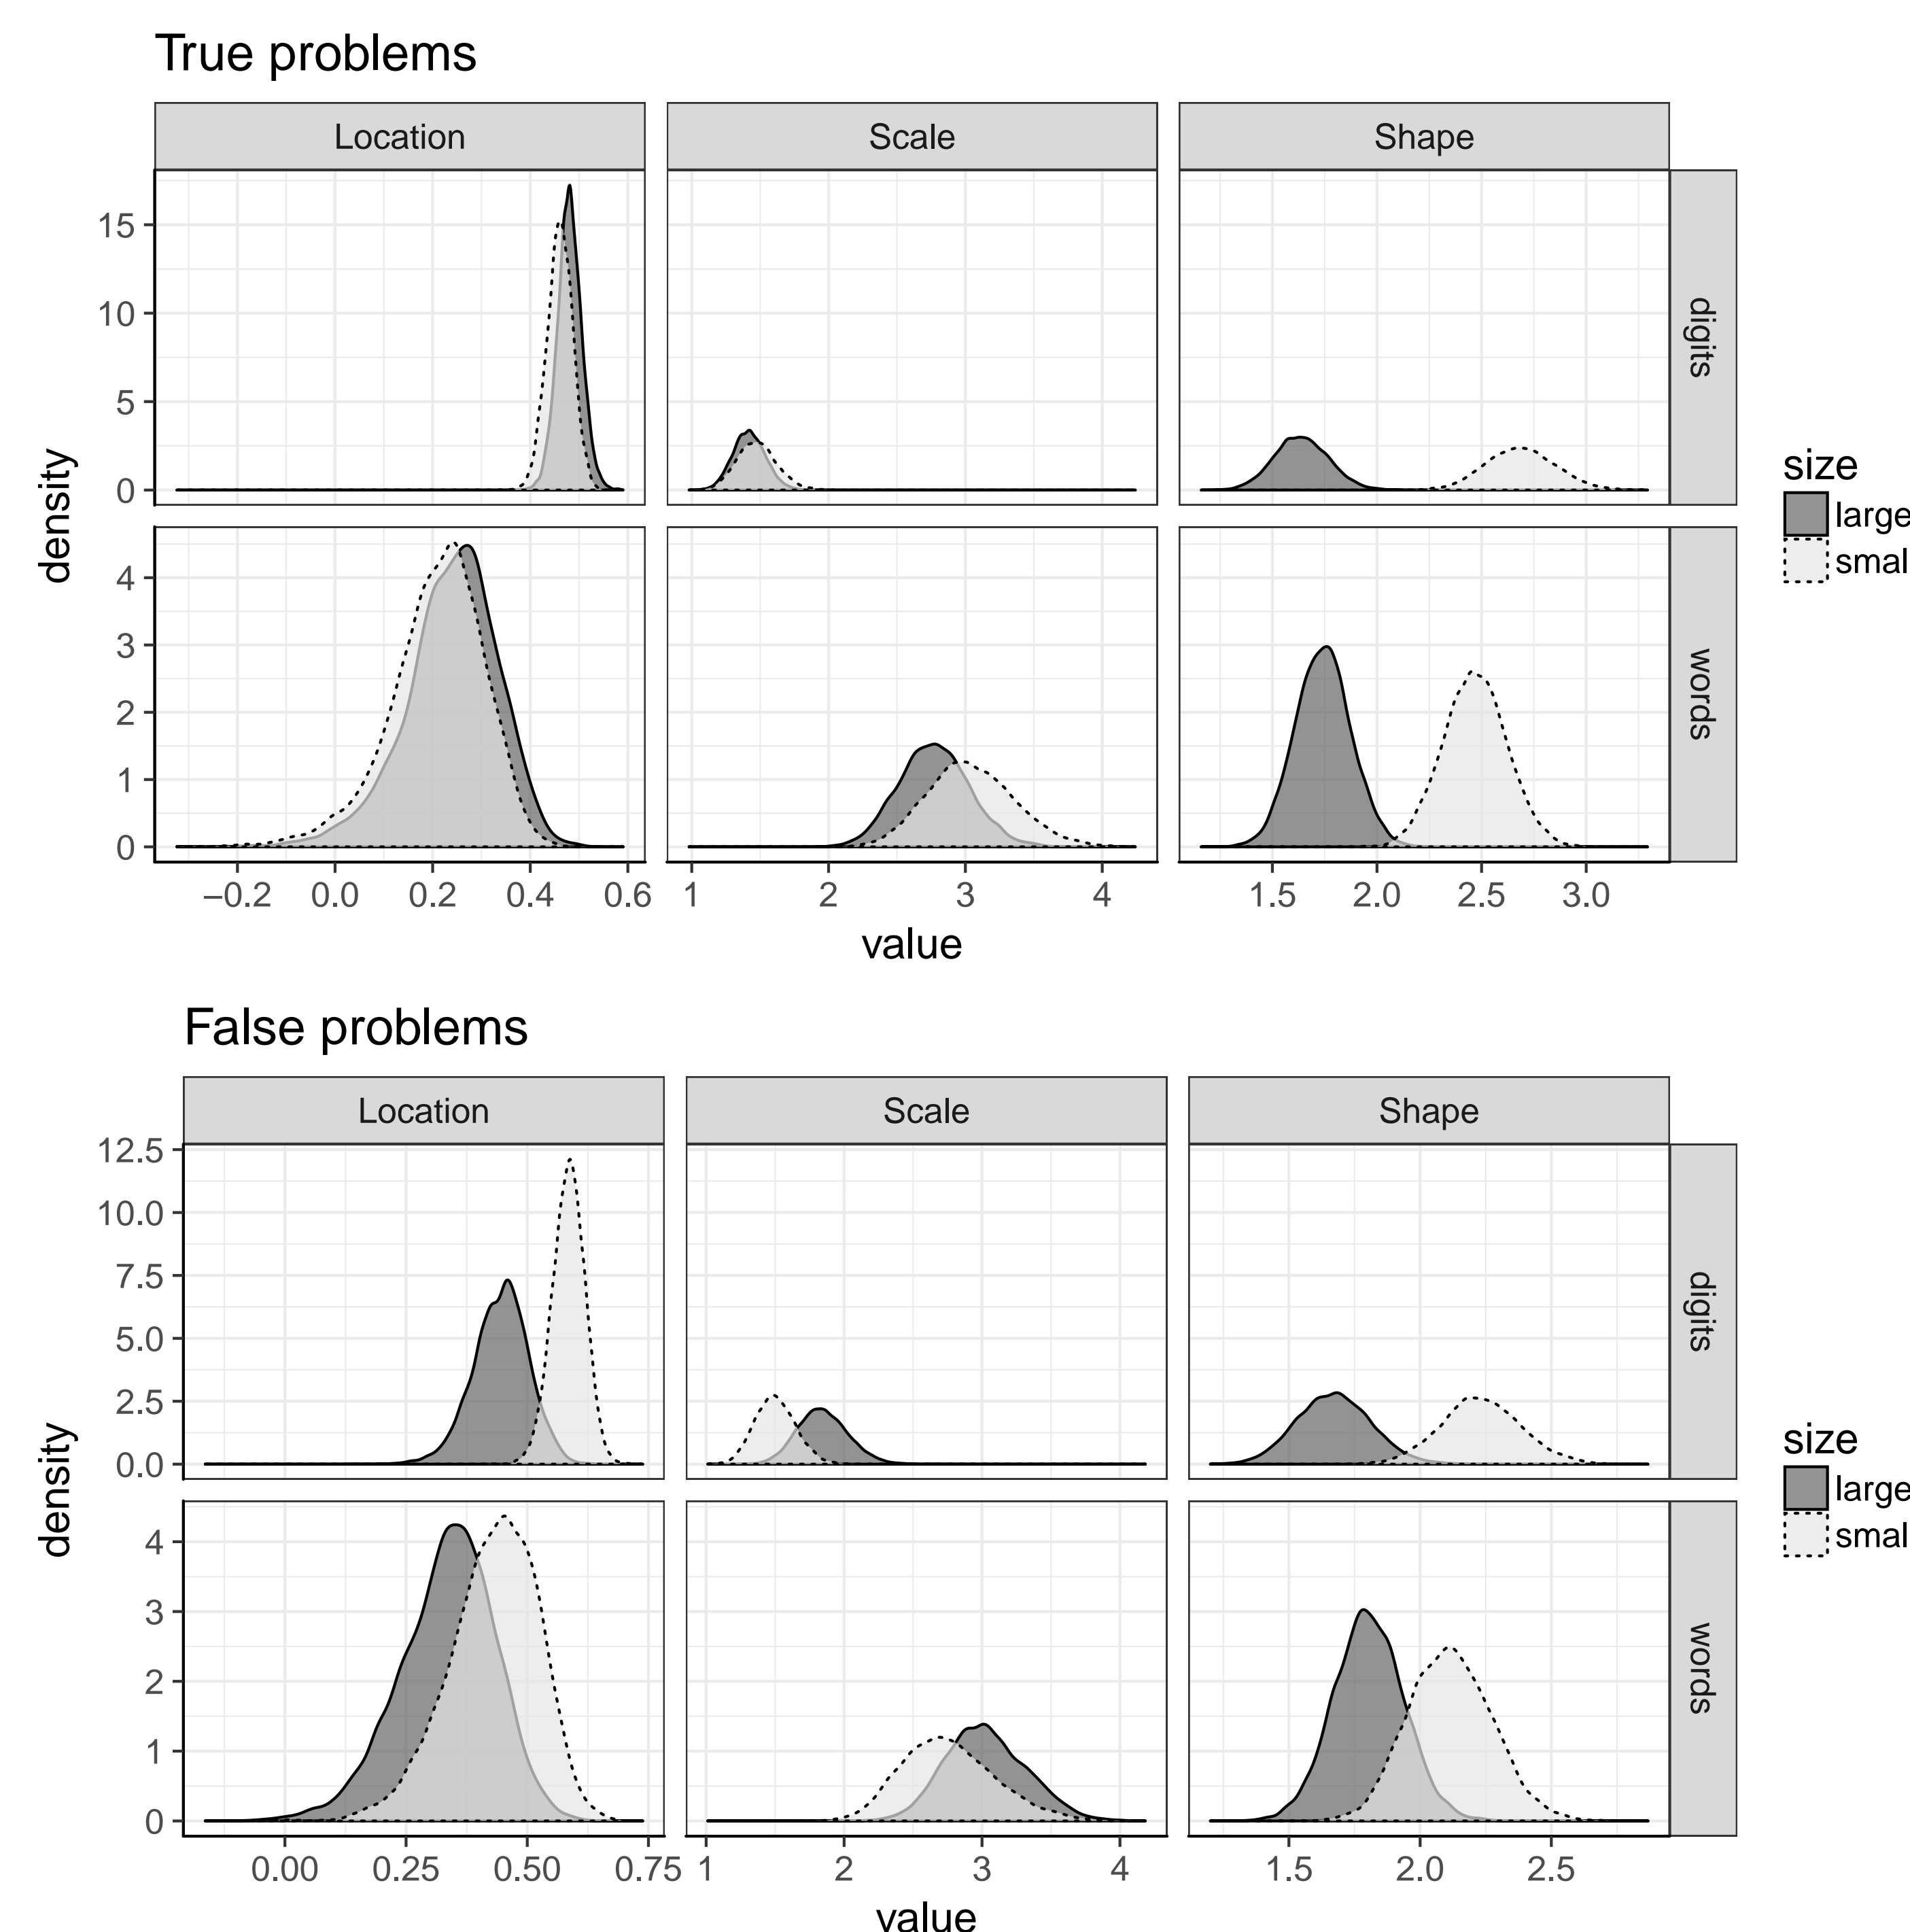 True problems
Location Scale Shape
15
10
5
0
digits
4
3
2
1
0
words
density
−0.2 0.0 0.2 0.4 0.6 1 2 3 4 1.5 2.0 2.5 3.0
value
size
large
smal
False problems
Location Scale Shape
12.5
10.0
7.5
5.0
2.5
0.0
digits
4
3
2
1
0
words
density
0.00 0.25 0.50 0.75 1 2 3 4 1.5 2.0 2.5
value
size
large
smal